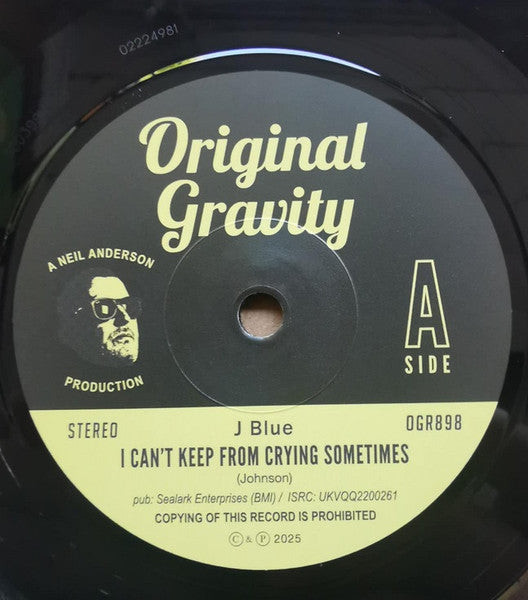 02224981
Original
Gravity
A NEIL ANDERSON
PRODUCTION
A
SIDE
STEREO
J Blue
OGR898
I CAN'T KEEP FROM CRYING SOMETIMES
(Johnson)
pub: Sealark Enterprises (BMI) / ISRC: UKVQQ2200261
COPYING OF THIS RECORD IS PROHIBITED
Ⓒ & Ⓟ 2025